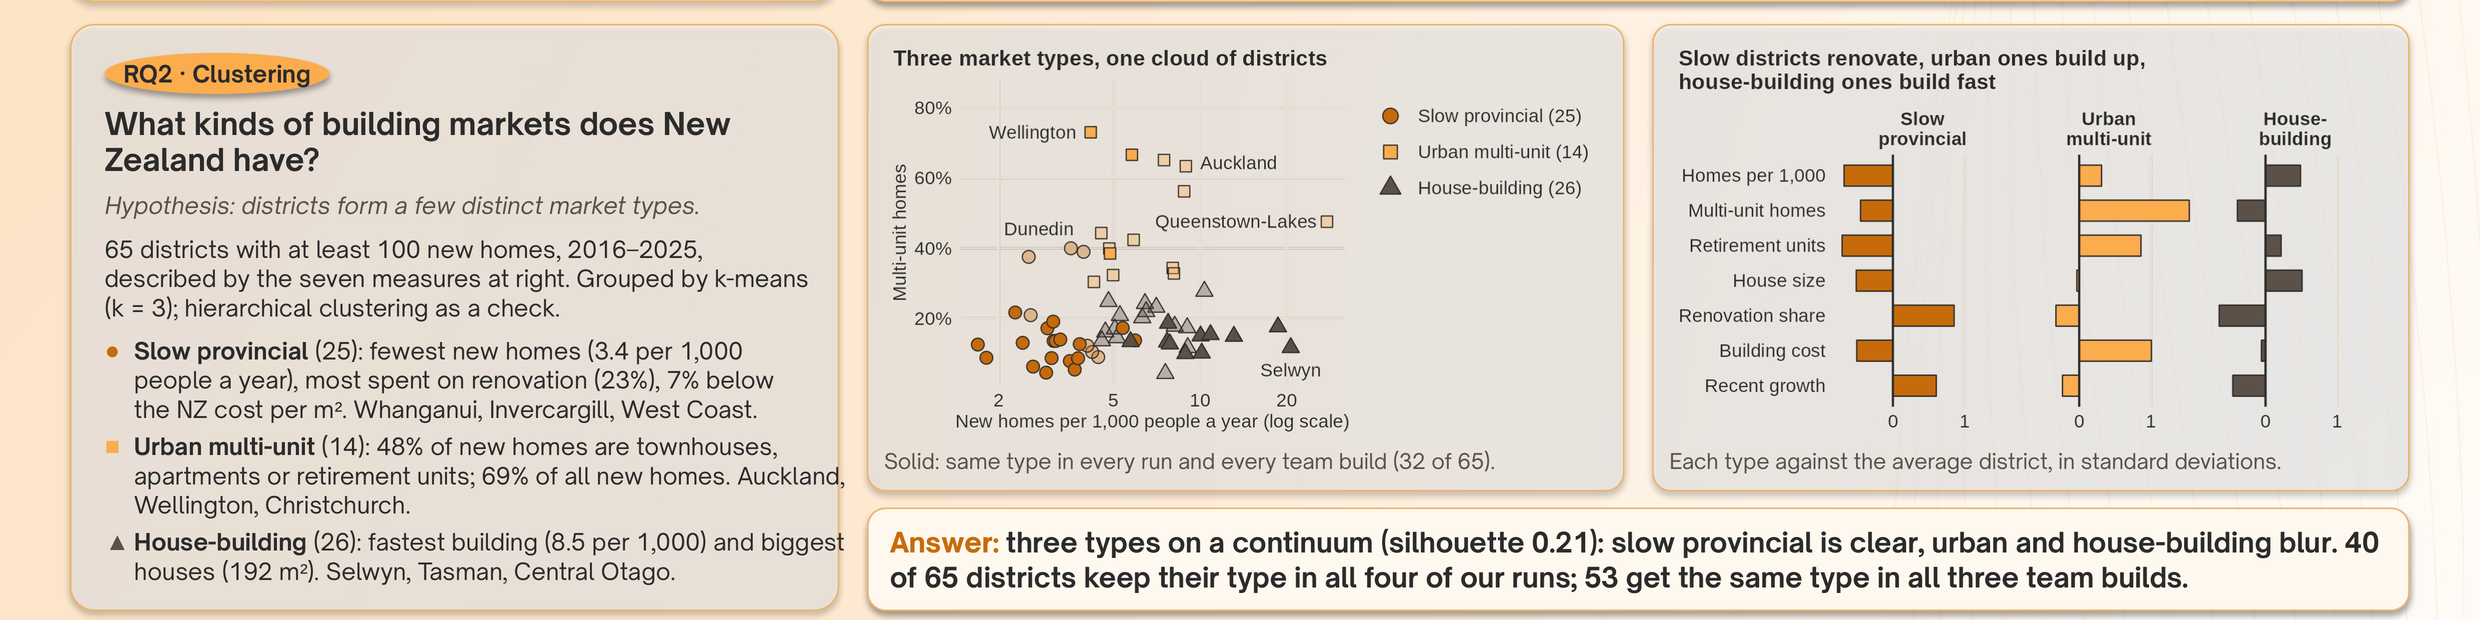 RQ2 · Clustering
What kinds of building markets does New
Zealand have?
Hypothesis: districts form a few distinct market types.
65 districts with at least 100 new homes, 2016–2025,
described by the seven measures at right. Grouped by k-means
(k = 3); hierarchical clustering as a check.
Slow provincial (25): fewest new homes (3.4 per 1,000
people a year), most spent on renovation (23%), 7% below
the NZ cost per m². Whanganui, Invercargill, West Coast.
Urban multi-unit (14): 48% of new homes are townhouses,
apartments or retirement units; 69% of all new homes. Auckland,
Wellington, Christchurch.
House-building (26): fastest building (8.5 per 1,000) and biggest
houses (192 m²). Selwyn, Tasman, Central Otago.
Three market types, one cloud of districts
Multi-unit homes
80%
60%
40%
20%
Wellington
Auckland
Queenstown-Lakes
Dunedin
Selwyn
2 5 10 20
New homes per 1,000 people a year (log scale)
Slow provincial (25)
Urban multi-unit (14)
House-building (26)
Solid: same type in every run and every team build (32 of 65).
Slow districts renovate, urban ones build up,
house-building ones build fast
Slow
provincial
Urban
multi-unit
House-
building
Homes per 1,000
Multi-unit homes
Retirement units
House size
Renovation share
Building cost
Recent growth
0 1 0 1 0 1
Each type against the average district, in standard deviations.
Answer: three types on a continuum (silhouette 0.21): slow provincial is clear, urban and house-building blur. 40
of 65 districts keep their type in all four of our runs; 53 get the same type in all three team builds.